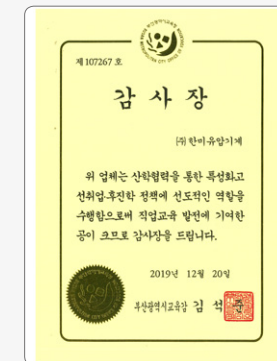 제 107267 호
감 사 장
㈜한미유압기계
위 업체는 산학협력을 통한 특성화고
선취업·후진학 정책에 선도적인 역할을
수행함으로써 직업교육 발전에 기여한
공이 크므로 감사장을 드립니다.
2019년 12월 20일
부산광역시교육감 김 석 준